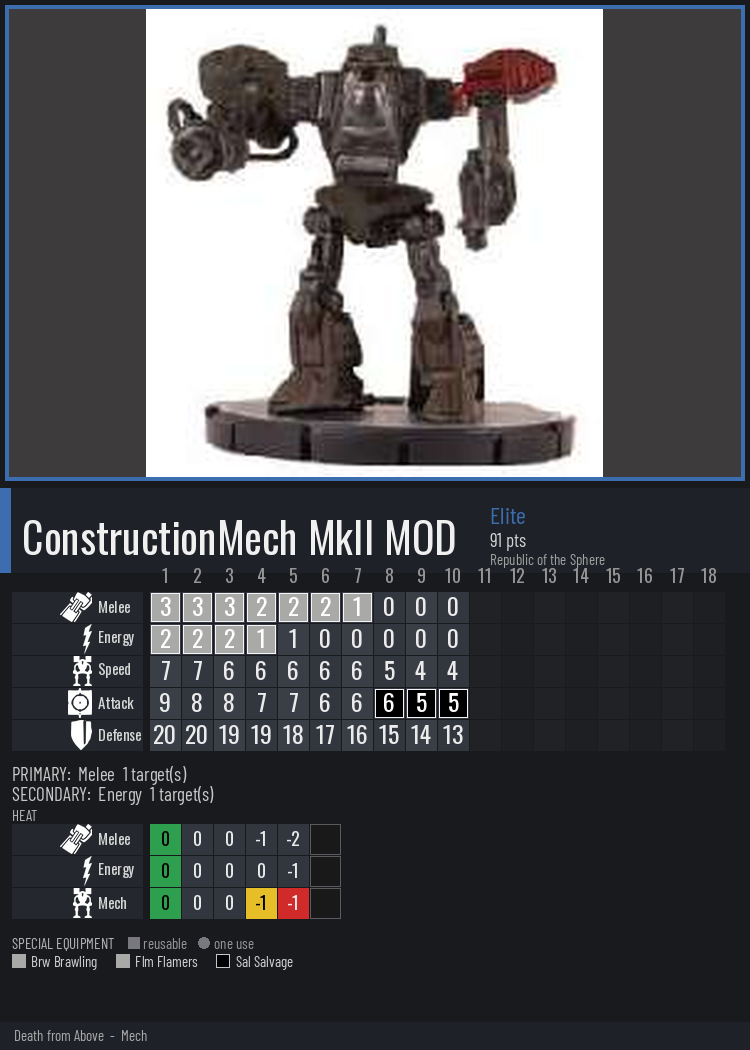 ConstructionMech MkII MOD
Elite
91 pts
Republic of the Sphere
1 2 3 4 5 6 7 8 9 10 11 12 13 14 15 16 17 18
Melee 3 3 3 2 2 2 1 0 0 0
Energy 2 2 2 1 1 0 0 0 0 0
Speed 7 7 6 6 6 6 6 5 4 4
Attack 9 8 8 7 7 6 6 6 5 5
Defense 20 20 19 19 18 17 16 15 14 13
PRIMARY: Melee 1 target(s)
SECONDARY: Energy 1 target(s)
HEAT
Melee 0 0 0 -1 -2
Energy 0 0 0 0 -1
Mech 0 0 0 -1 -1
SPECIAL EQUIPMENT reusable one use
Brw Brawling Flm Flamers Sal Salvage
Death from Above - Mech